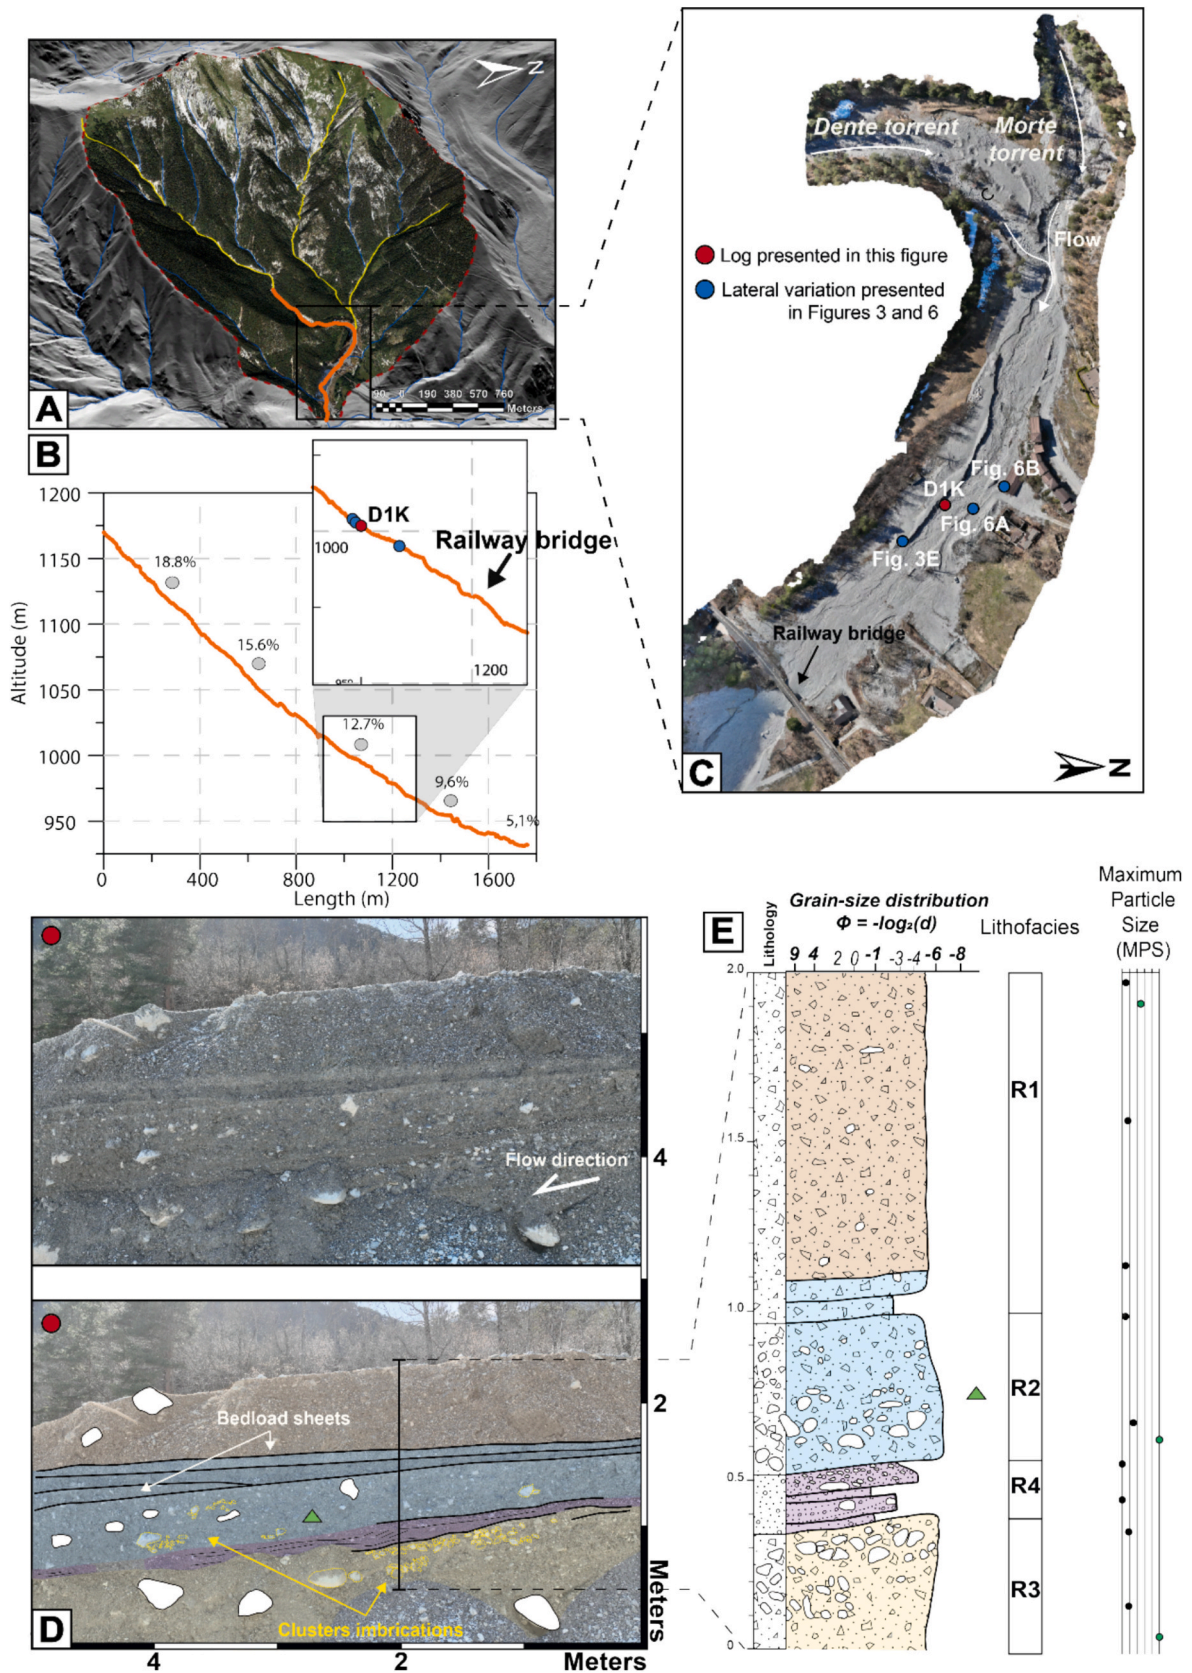 N
90 0 190 380 570 760
Meters
A
Dente torrent
Morte
torrent
Flow
Log presented in this figure
Lateral variation presented
in Figures 3 and 6
Fig. 6B
D1K
Fig. 6A
Fig. 3E
Railway bridge
C
N
B
1200
1150
1100
1050
1000
950
Altitude (m)
18.8%
15.6%
12.7%
9,6%
5,1%
D1K
1000
Railway bridge
1200
950
0
400
800
1200
1600
Length (m)
Flow direction
4
Bedload sheets
2
Clusters imbrications
D
4
2
Meters
Meters
E
Lithology
Grain-size distribution
Φ = -log₂(d)
9 4 2 0 -1 -3 -4 -6 -8
Lithofacies
Maximum
Particle
Size
(MPS)
2.0
1.5
1.0
0.5
0
R1
R2
R4
R3